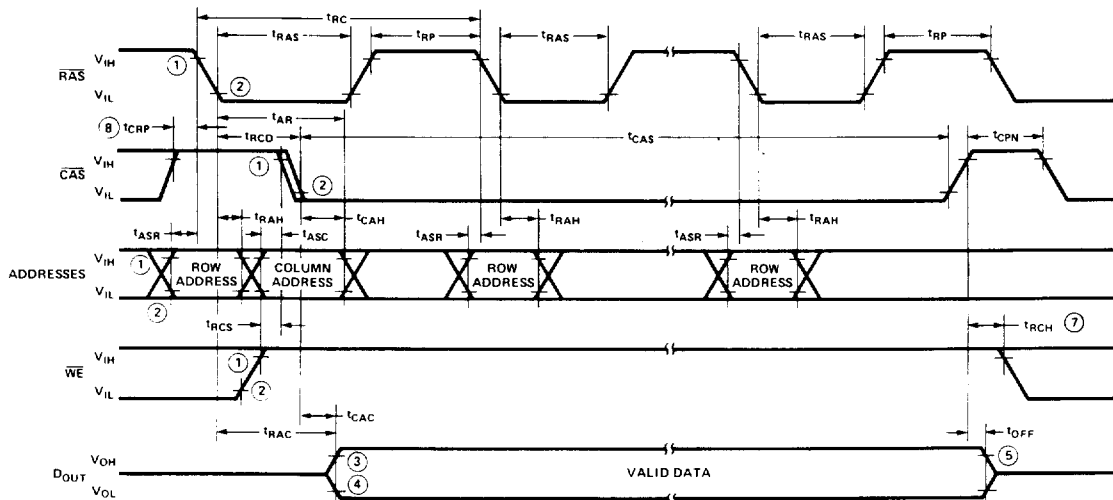 tRC
tRAS tRP tRAS tRAS tRP
RAS VIH ① VIL ②
tAR
⑧ tCRP tRCD tCAS tCPN
CAS VIH ① VIL ②
tRAH tCAH tRAH tRAH
tASR tASC tASR tASR
ADDRESSES VIH ① VIL ②
ROW ADDRESS
COLUMN ADDRESS
ROW ADDRESS
ROW ADDRESS
tRCS tRCH ⑦
WE VIH ① VIL ②
tCAC
tRAC tOFF
DOUT VOH ③ VOL ④
VALID DATA
⑤